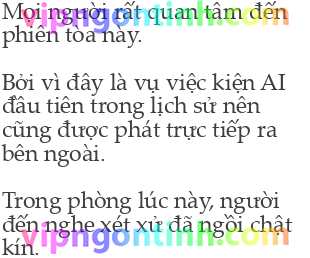 Mọi người rất quan tâm đến
vipngontinh.com
phiên tòa này.
Bởi vì đây là vụ việc kiện AI
đầu tiên trong lịch sử nên
cũng được phát trực tiếp ra
bên ngoài.
Trong phòng lúc này, người
đến nghe xét xử đã ngồi chật
vipngontinh.com
kín.